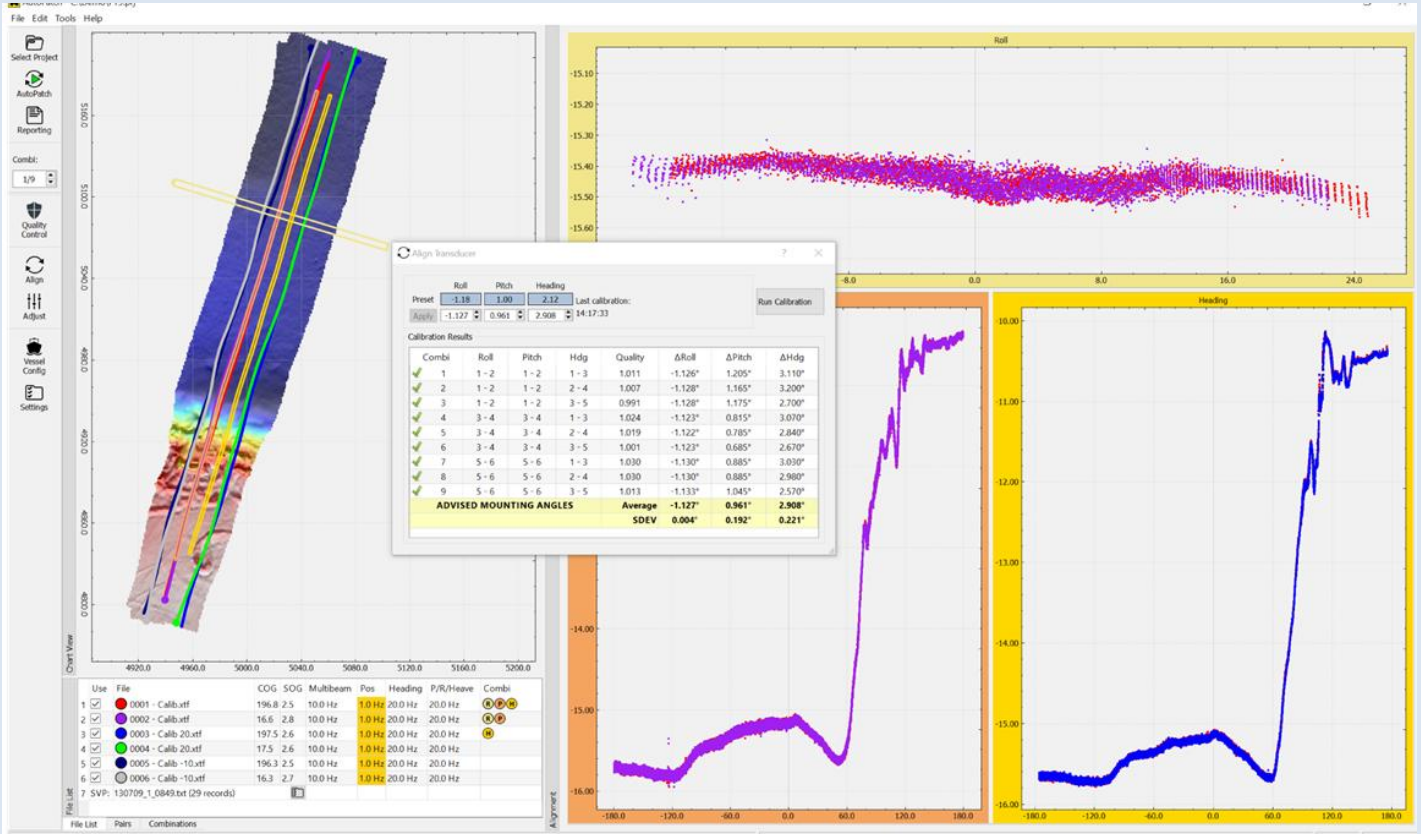 File Edit Tools Help
Select Project
AutoPatch
Reporting
Combi:
1/9
Quality
Control
Align
Adjust
Vessel
Config
Settings
5160.0
5100.0
5040.0
4980.0
4920.0
4860.0
4800.0
Chart View
4920.0 4960.0 5000.0 5040.0 5080.0 5120.0 5160.0 5200.0
Use File COG SOG Multibeam Pos Heading P/R/Heave Combi
1 0001 - Calib.xtf 196.8 2.5 10.0 Hz 1.0 Hz 20.0 Hz 20.0 Hz R P H
2 0002 - Calib.xtf 16.6 2.8 10.0 Hz 1.0 Hz 20.0 Hz 20.0 Hz R P
3 0003 - Calib 20.xtf 197.5 2.6 10.0 Hz 1.0 Hz 20.0 Hz 20.0 Hz H
4 0004 - Calib 20.xtf 17.5 2.6 10.0 Hz 1.0 Hz 20.0 Hz 20.0 Hz
5 0005 - Calib -10.xtf 196.3 2.5 10.0 Hz 1.0 Hz 20.0 Hz 20.0 Hz
6 0006 - Calib -10.xtf 16.3 2.7 10.0 Hz 1.0 Hz 20.0 Hz 20.0 Hz
7 SVP: 130709_1_0849.txt (29 records)
File List
File List Pairs Combinations
Alignment
Roll
-15.10
-15.20
-15.30
-15.40
-15.50
-15.60
-8.0 0.0 8.0 16.0 24.0
Align Transducer ?
Roll Pitch Heading
Preset -1.18 1.00 2.12 Last calibration:
Apply -1.127 0.961 2.908 14:17:33
Run Calibration
Calibration Results
Combi Roll Pitch Hdg Quality ΔRoll ΔPitch ΔHdg
1 1 - 2 1 - 2 1 - 3 1.011 -1.126° 1.205° 3.110°
2 1 - 2 1 - 2 2 - 4 1.007 -1.128° 1.165° 3.200°
3 1 - 2 1 - 2 3 - 5 0.991 -1.128° 1.175° 2.700°
4 3 - 4 3 - 4 1 - 3 1.024 -1.123° 0.815° 3.070°
5 3 - 4 3 - 4 2 - 4 1.019 -1.122° 0.785° 2.840°
6 3 - 4 3 - 4 3 - 5 1.001 -1.123° 0.685° 2.670°
7 5 - 6 5 - 6 1 - 3 1.030 -1.130° 0.885° 3.030°
8 5 - 6 5 - 6 2 - 4 1.030 -1.130° 0.885° 2.980°
9 5 - 6 5 - 6 3 - 5 1.013 -1.133° 1.045° 2.570°
ADVISED MOUNTING ANGLES Average -1.127° 0.961° 2.908°
SDEV 0.004° 0.192° 0.221°
-14.00
-15.00
-16.00
-180.0 -120.0 -60.0 0.0 60.0 120.0 180.0
Heading
-10.00
-11.00
-12.00
-13.00
-14.00
-15.00
-16.00
-180.0 -120.0 -60.0 0.0 60.0 120.0 180.0